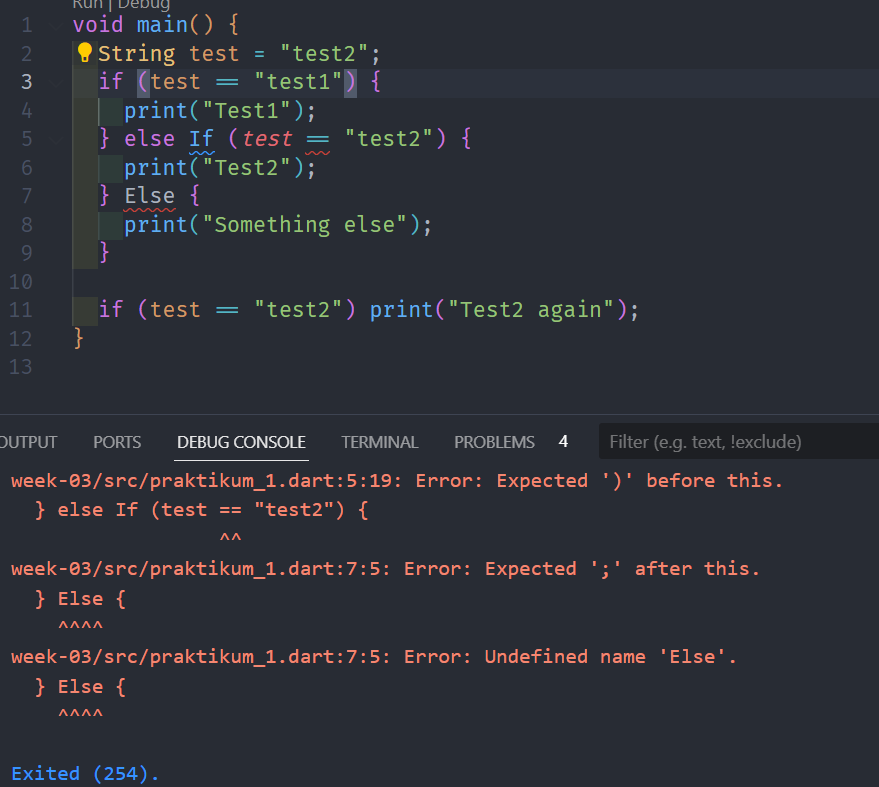 Run | Debug
1 void main() {
2 String test = "test2";
3 if (test == "test1") {
4 print("Test1");
5 } else If (test == "test2") {
6 print("Test2");
7 } Else {
8 print("Something else");
9 }
10
11 if (test == "test2") print("Test2 again");
12 }
13
OUTPUT PORTS DEBUG CONSOLE TERMINAL PROBLEMS 4 Filter (e.g. text, !exclude)
week-03/src/praktikum_1.dart:5:19: Error: Expected ')' before this.
} else If (test == "test2") {
^^
week-03/src/praktikum_1.dart:7:5: Error: Expected ';' after this.
} Else {
^^^^
week-03/src/praktikum_1.dart:7:5: Error: Undefined name 'Else'.
} Else {
^^^^
Exited (254).